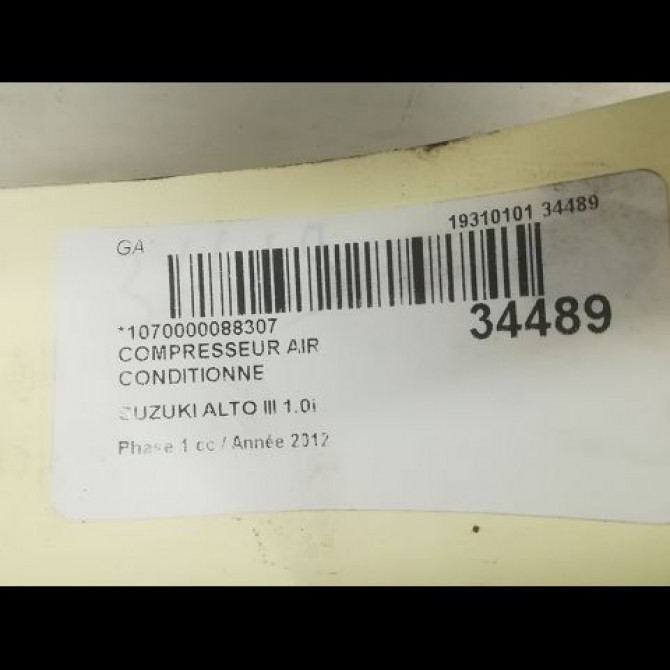 GA
19310101 34489
*1070000088307
34489
COMPRESSEUR AIR
CONDITIONNE
SUZUKI ALTO III 1.0i
Phase 1 cc / Année 2012